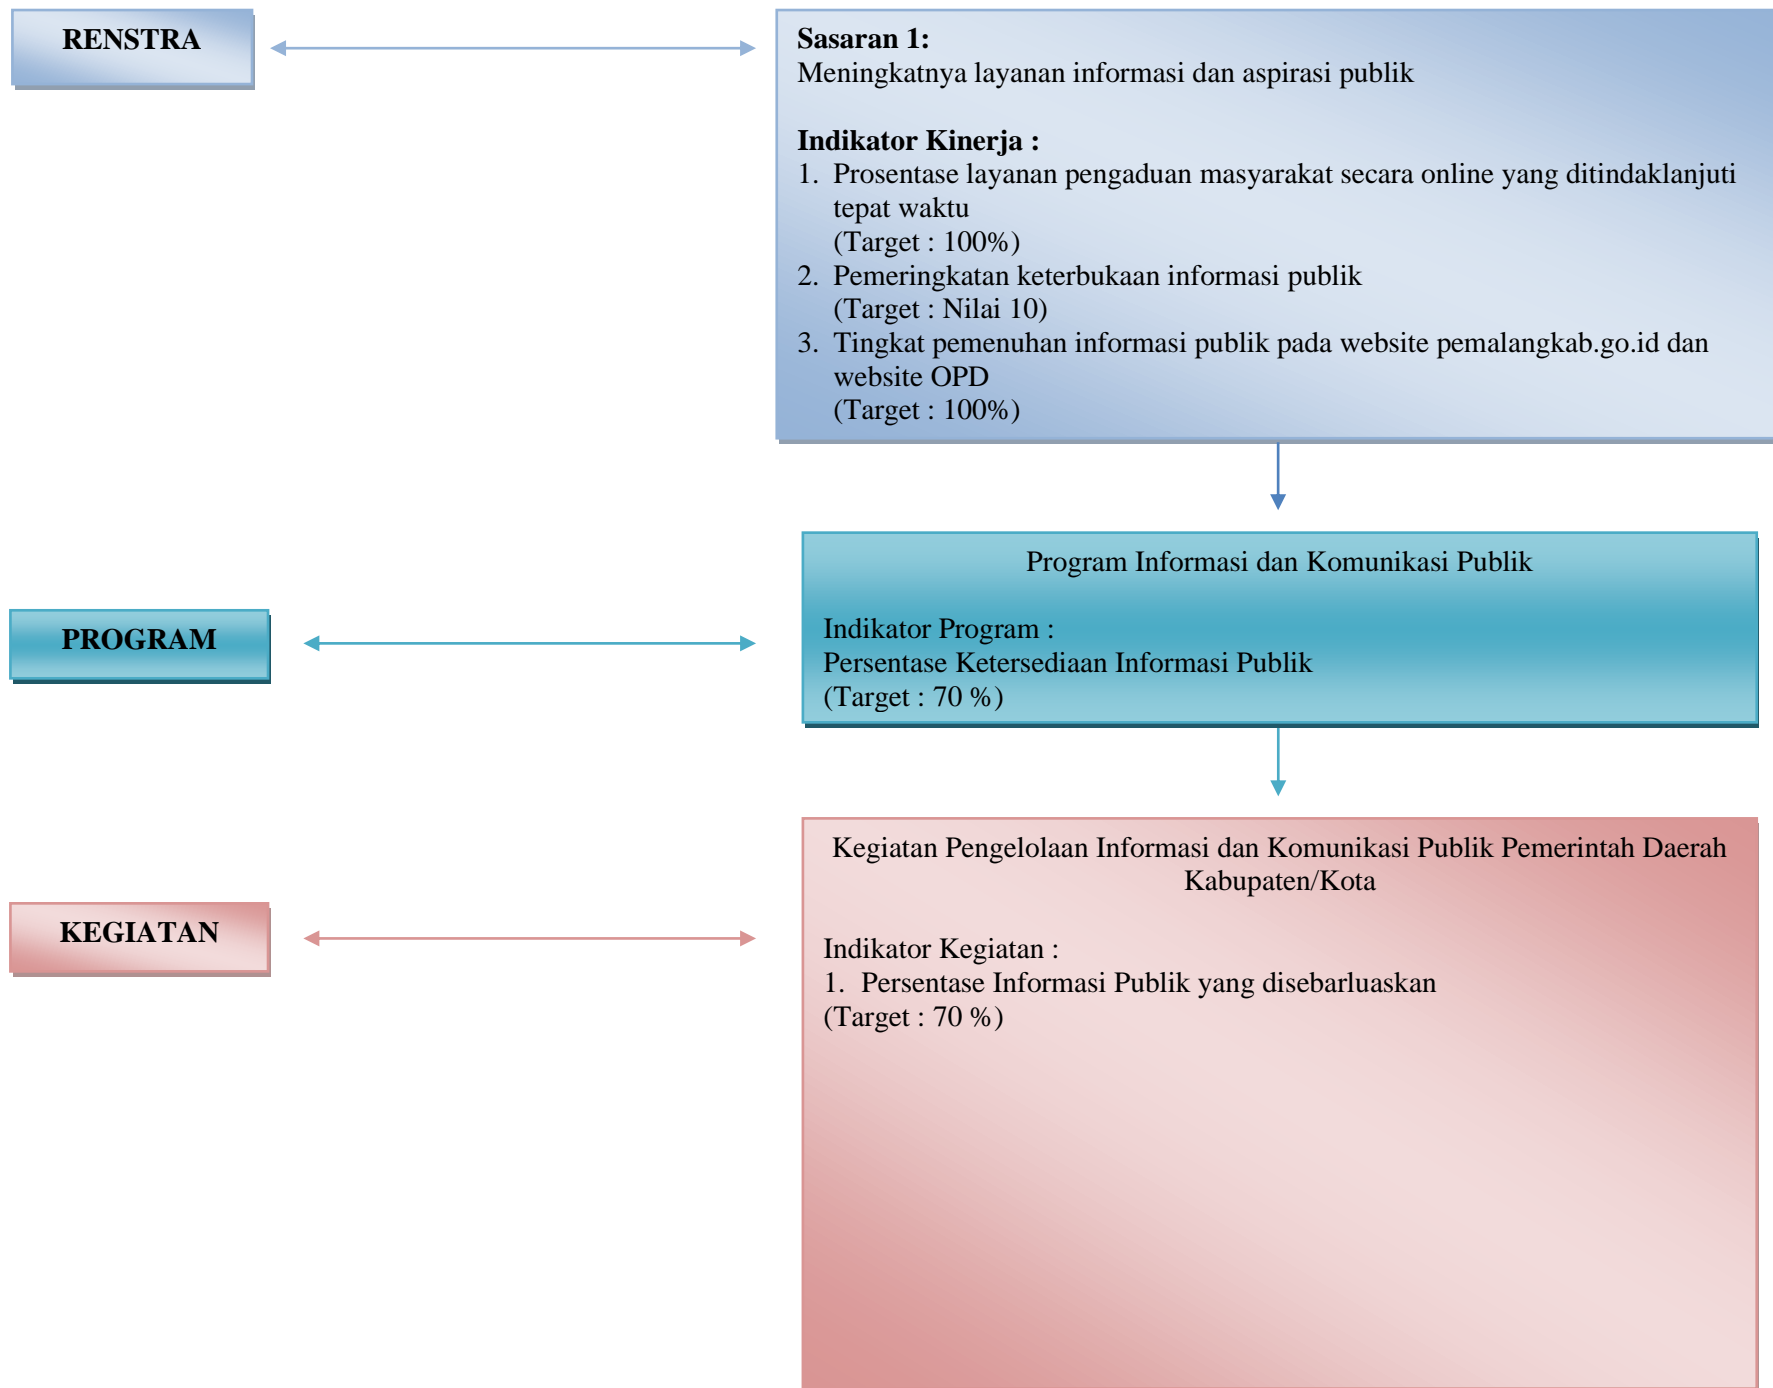 RENSTRA
Sasaran 1:
Meningkatnya layanan informasi dan aspirasi publik
Indikator Kinerja :
1. Prosentase layanan pengaduan masyarakat secara online yang ditindaklanjuti
tepat waktu
(Target : 100%)
2. Pemeringkatan keterbukaan informasi publik
(Target : Nilai 10)
3. Tingkat pemenuhan informasi publik pada website pemalangkab.go.id dan
website OPD
(Target : 100%)
PROGRAM
Program Informasi dan Komunikasi Publik
Indikator Program :
Persentase Ketersediaan Informasi Publik
(Target : 70 %)
KEGIATAN
Kegiatan Pengelolaan Informasi dan Komunikasi Publik Pemerintah Daerah
Kabupaten/Kota
Indikator Kegiatan :
1. Persentase Informasi Publik yang disebarluaskan
(Target : 70 %)